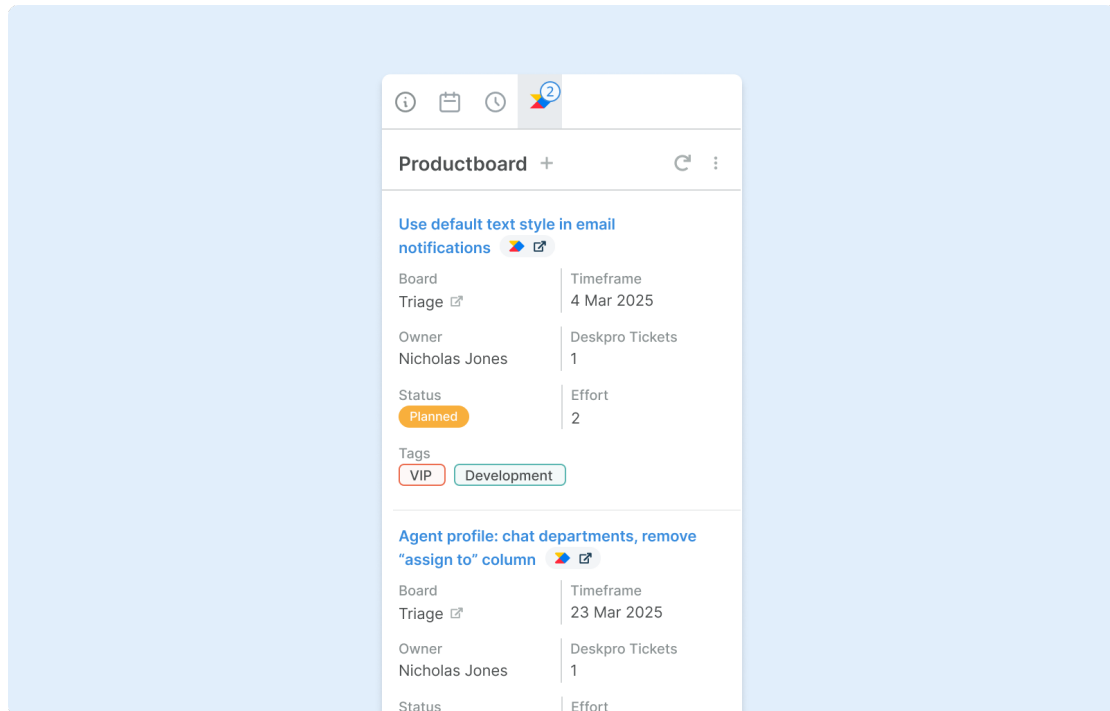 2
Productboard
Use default text style in email
notifications
Board
Timeframe
Triage
4 Mar 2025
Owner
Deskpro Tickets
Nicholas Jones
1
Status
Effort
Planned
2
Tags
VIP
Development
Agent profile: chat departments, remove
“assign to” column
Board
Timeframe
Triage
23 Mar 2025
Owner
Deskpro Tickets
Nicholas Jones
1
Status
Effort